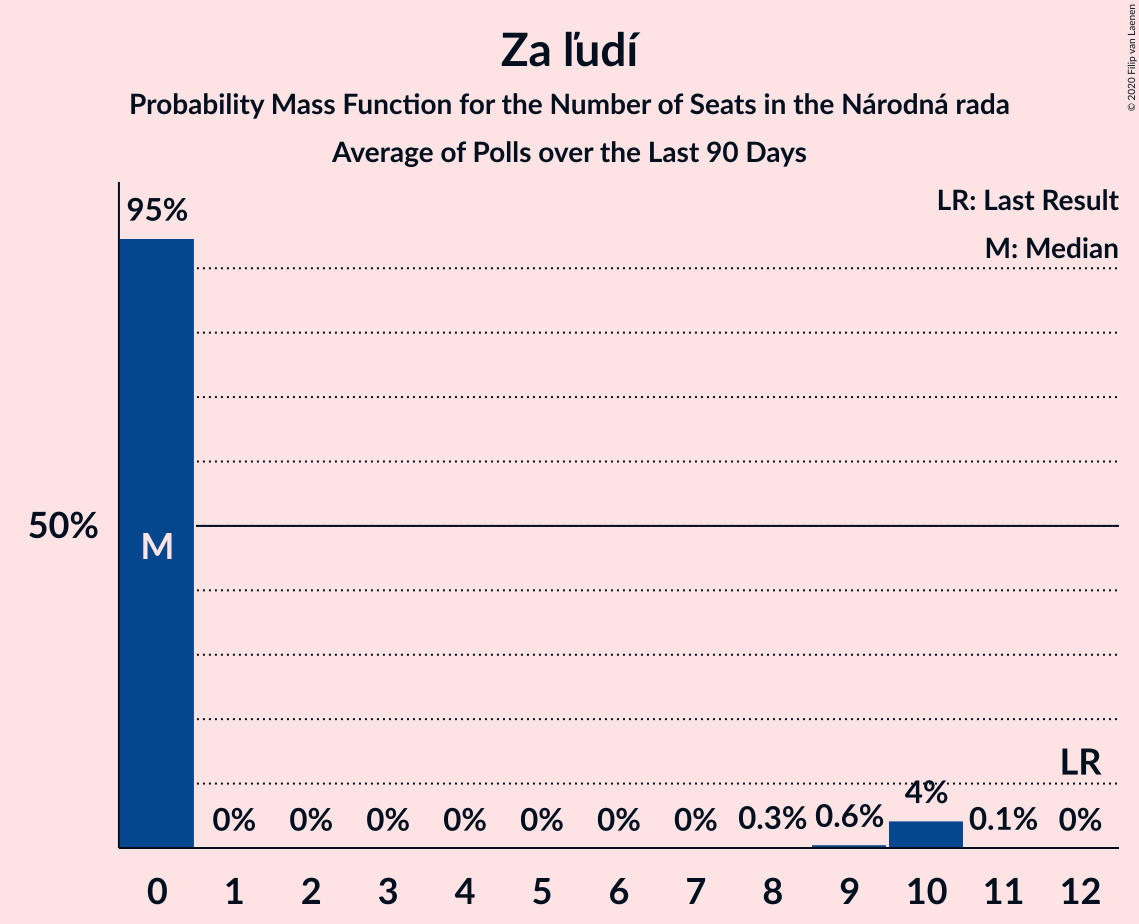 Za ľudí
Probability Mass Function for the Number of Seats in the Národná rada
Average of Polls over the Last 90 Days
© 2020 Filip van Laenen
LR: Last Result
M: Median
95%
50%
M
LR
0% 0% 0% 0% 0% 0% 0% 0.3% 0.6% 4% 0.1% 0%
0 1 2 3 4 5 6 7 8 9 10 11 12